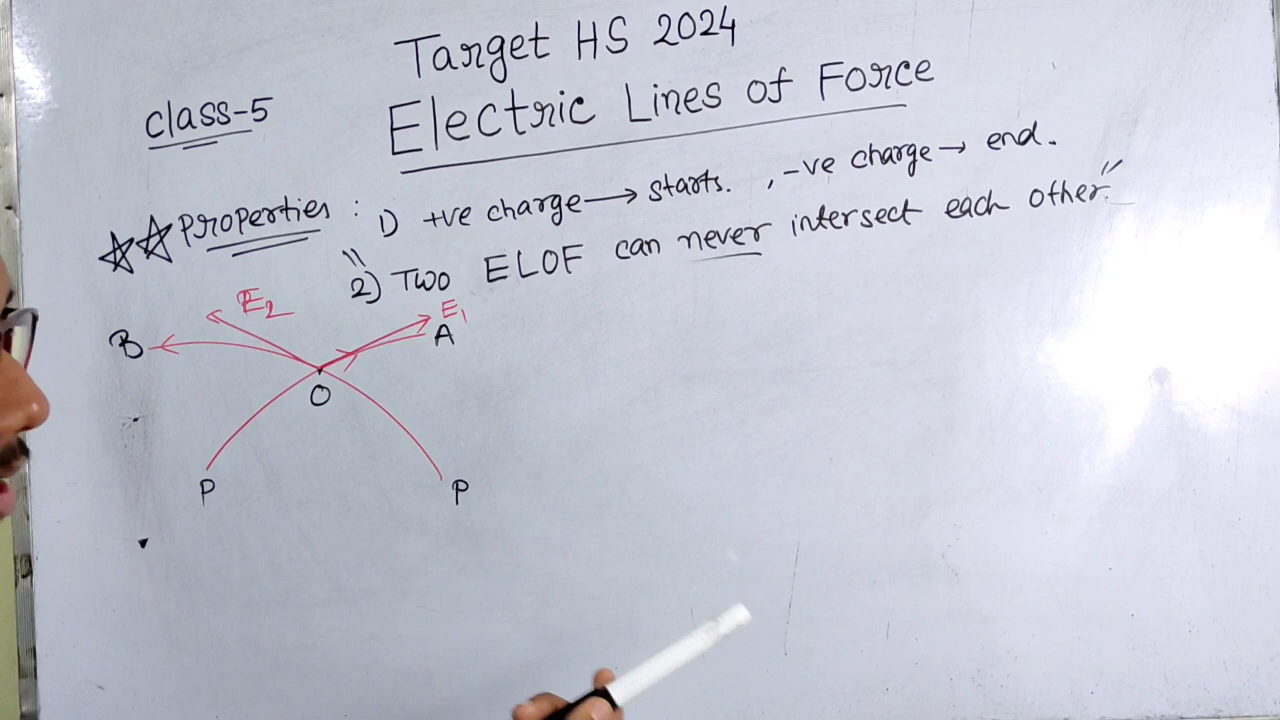 Target HS 2024
class-5
Electric Lines of Force
Properties : 1) +ve charge → starts. , -ve charge → end.
"2) Two ELOF can never intersect each other."
E2
E1
B
A
O
P
P